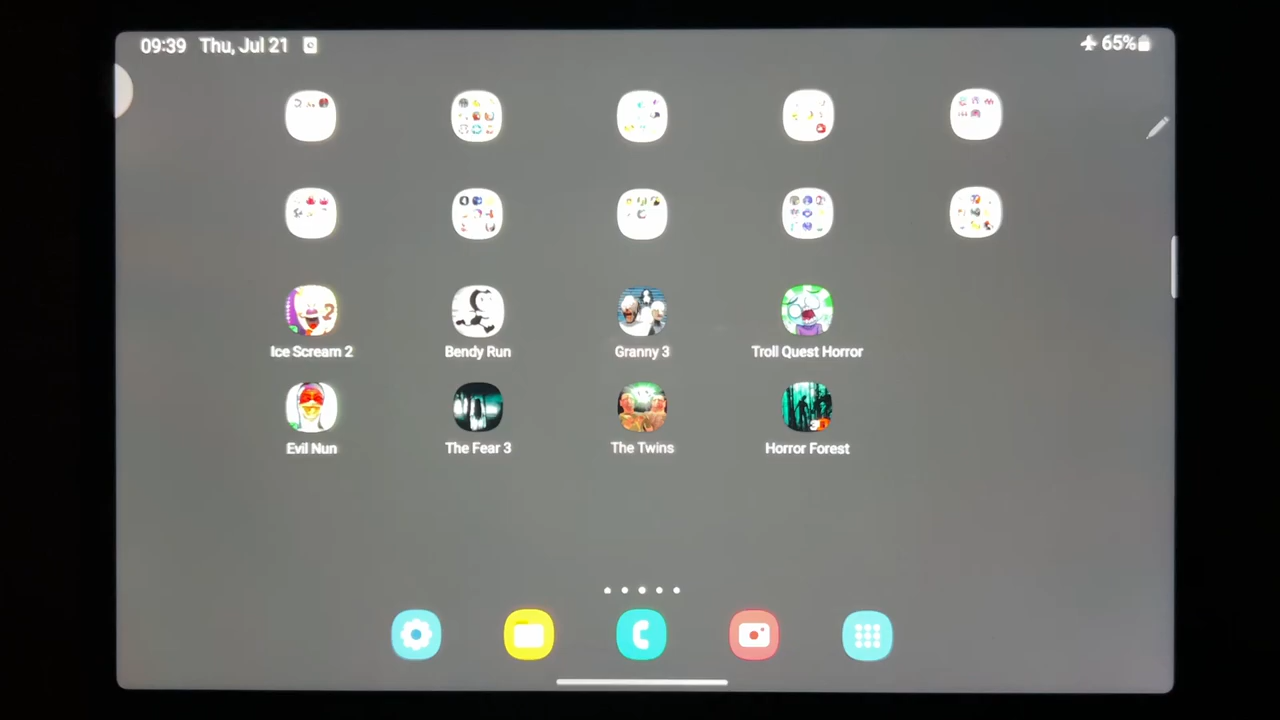 09:39 Thu, Jul 21
65%
Ice Scream 2
Bendy Run
Granny 3
Troll Quest Horror
Evil Nun
The Fear 3
The Twins
Horror Forest